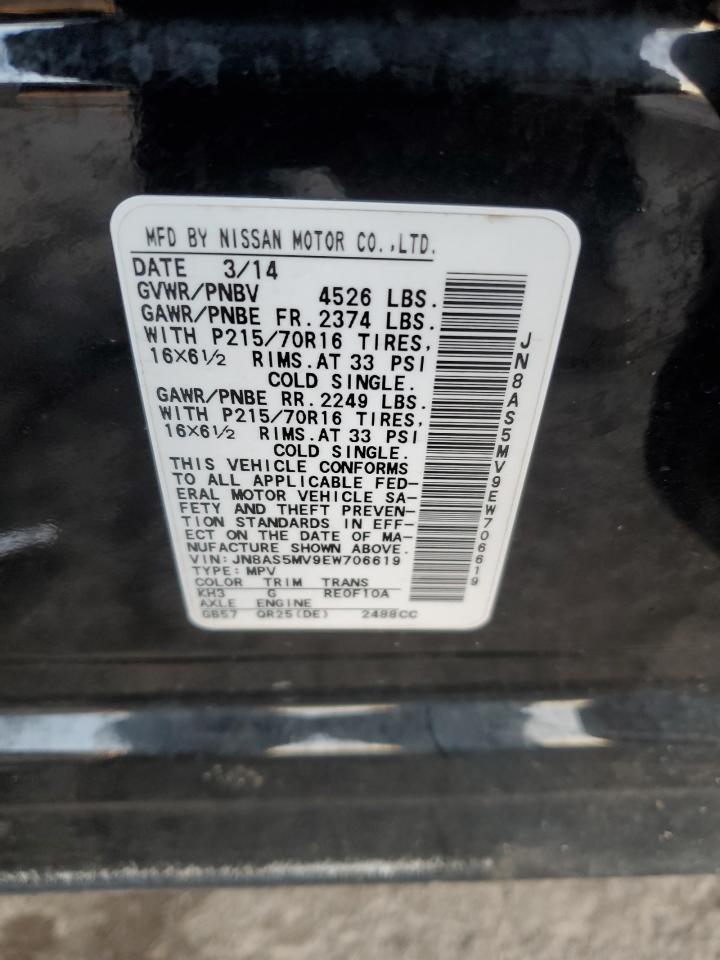 MFD BY NISSAN MOTOR CO.,LTD.
DATE 3/14
GVWR/PNBV 4526 LBS.
GAWR/PNBE FR. 2374 LBS.
WITH P215/70R16 TIRES,
16X6½ RIMS. AT 33 PSI
COLD SINGLE.
GAWR/PNBE RR. 2249 LBS.
WITH P215/70R16 TIRES,
16X6½ RIMS. AT 33 PSI
COLD SINGLE.
THIS VEHICLE CONFORMS
TO ALL APPLICABLE FED-
ERAL MOTOR VEHICLE SA-
FETY AND THEFT PREVEN-
TION STANDARDS IN EFF-
ECT ON THE DATE OF MA-
NUFACTURE SHOWN ABOVE.
VIN: JN8AS5MV9EW706619
TYPE: MPV
COLOR TRIM TRANS
KH3 G RE0F10A
AXLE ENGINE
GB57 QR25(DE) 2488CC
JN8AS5MV9EW706619